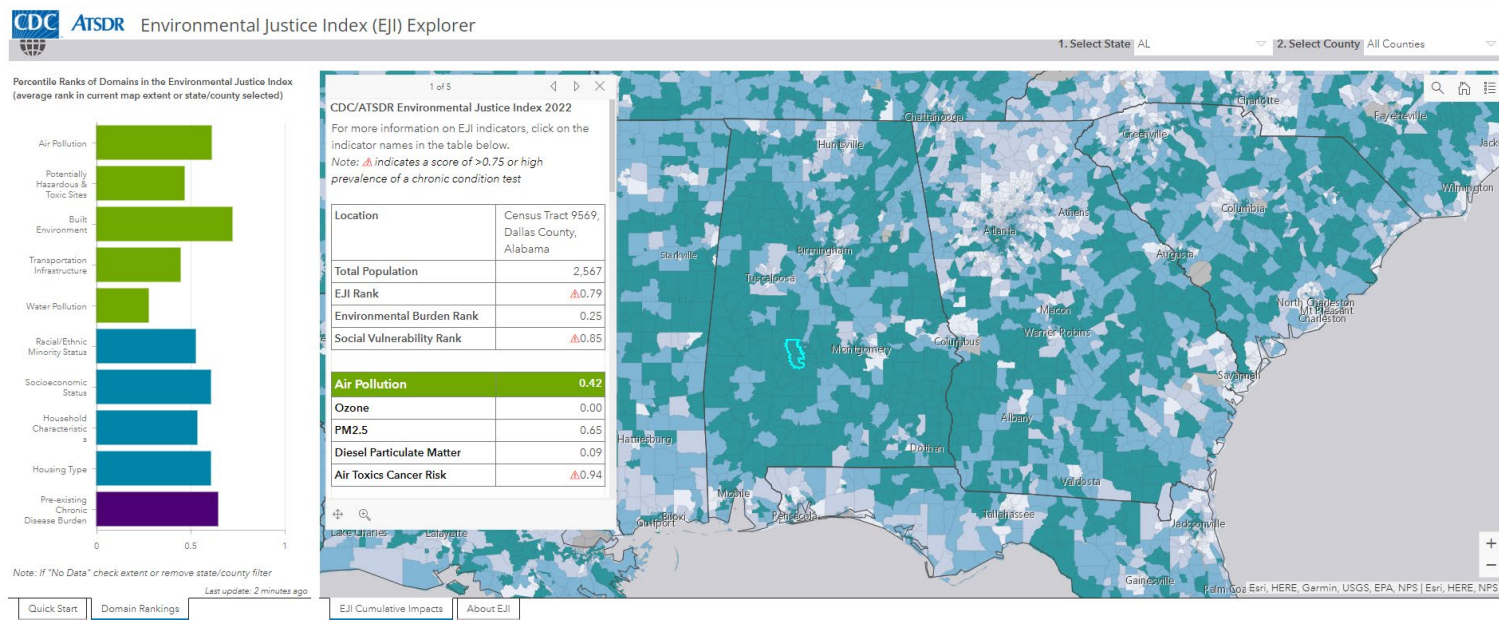 CDC ATSDR Environmental Justice Index (EJI) Explorer
1. Select State AL 2. Select County All Counties
Percentile Ranks of Domains in the Environmental Justice Index
(average rank in current map extent or state/county selected)
Air Pollution
Potentially
Hazardous &
Toxic Sites
Built
Environment
Transportation
Infrastructure
Water Pollution
Racial/Ethnic
Minority Status
Socioeconomic
Status
Household
Characteristic
s
Housing Type
Pre-existing
Chronic
Disease Burden
0 0.5 1
Note: If "No Data" check extent or remove state/county filter
Last update: 2 minutes ago
Quick Start Domain Rankings
1 of 5
CDC/ATSDR Environmental Justice Index 2022
For more information on EJI indicators, click on the
indicator names in the table below.
Note: ⚠ indicates a score of >0.75 or high
prevalence of a chronic condition test
Location Census Tract 9569,
Dallas County,
Alabama
Total Population 2,567
EJI Rank ⚠0.79
Environmental Burden Rank 0.25
Social Vulnerability Rank ⚠0.85
Air Pollution 0.42
Ozone 0.00
PM2.5 0.65
Diesel Particulate Matter 0.09
Air Toxics Cancer Risk ⚠0.94
Chattanooga
Huntsville
Charlotte
Fayetteville
Greenville
Jack
Wilmington
Columbia
Athens
Atlanta
Starkville
Birmingham
Tuscaloosa
Augusta
Macon
Warner Robins
North Charleston
Mt Pleasant
Charleston
Montgomery
Columbus
Savannah
Albany
Hattiesburg
Dothan
Valdosta
Mobile
Biloxi
Gulfport
Pensacola
Tallahassee
Jacksonville
Lake Charles
Lafayette
Gainesville
Palm Coa
+
−
Esri, HERE, Garmin, USGS, EPA, NPS | Esri, HERE, NPS
EJI Cumulative Impacts About EJI